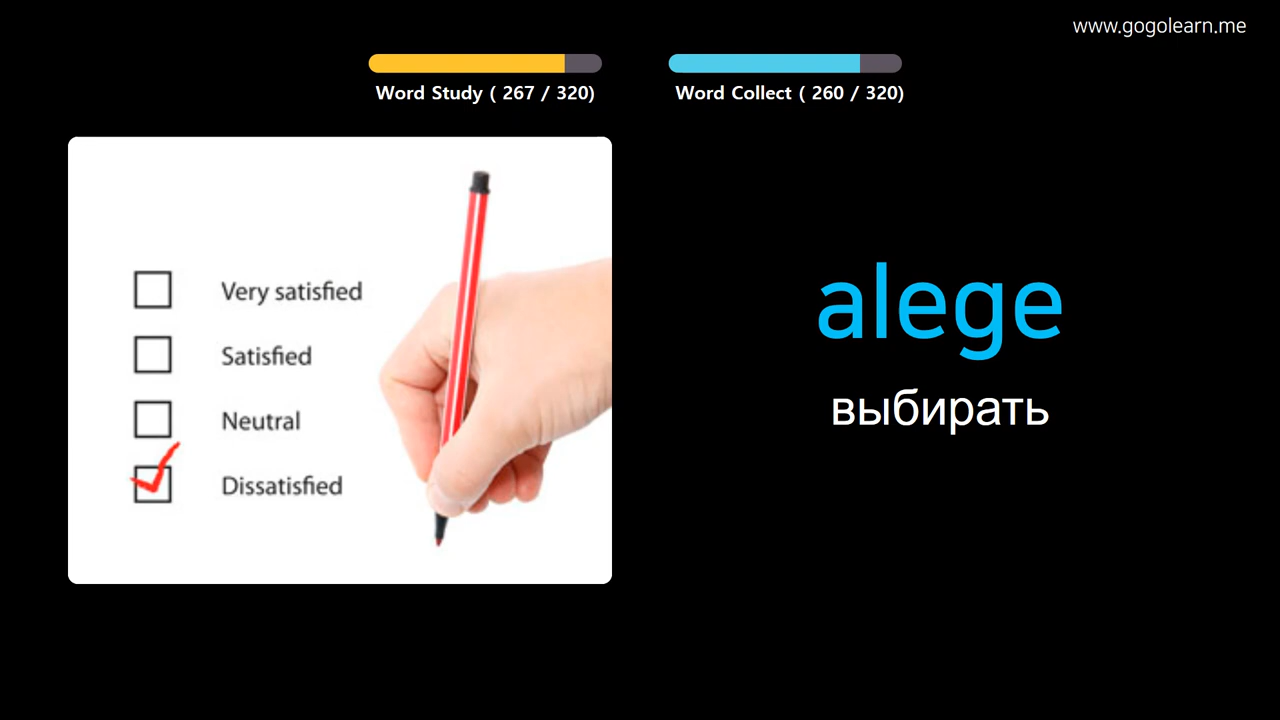 www.gogolearn.me
Word Study ( 267 / 320)
Word Collect ( 260 / 320)
Very satisfied
Satisfied
Neutral
Dissatisfied
alege
выбирать